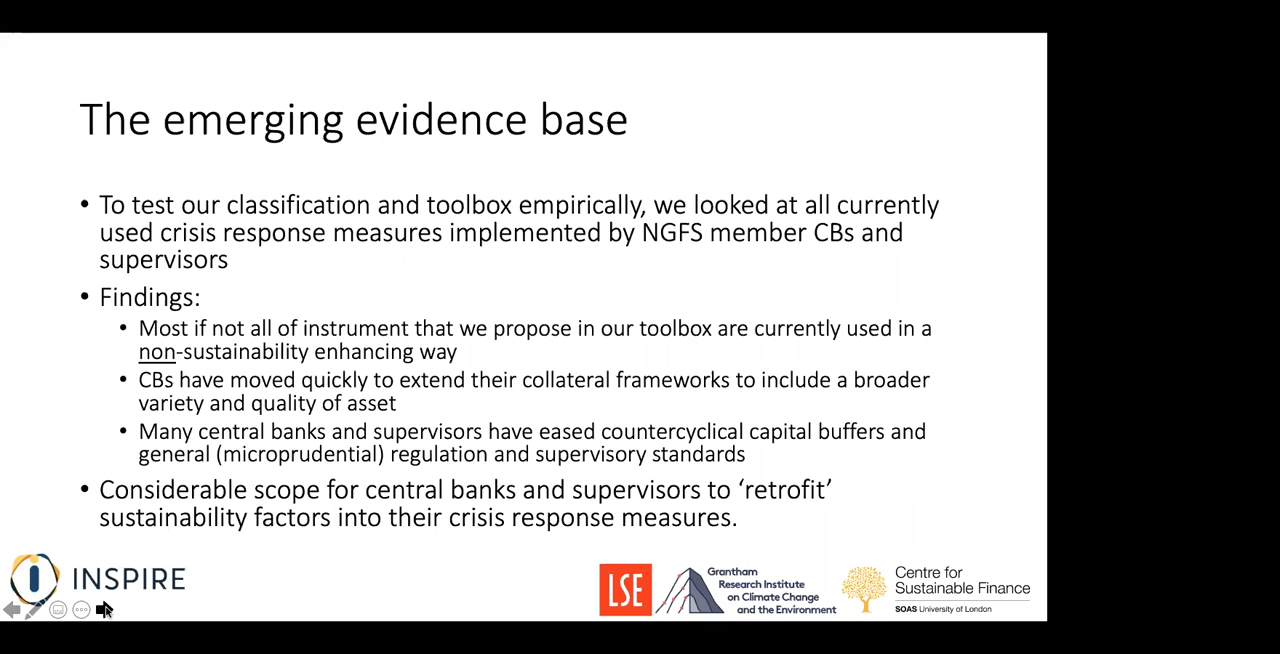 The emerging evidence base
• To test our classification and toolbox empirically, we looked at all currently
used crisis response measures implemented by NGFS member CBs and
supervisors
• Findings:
• Most if not all of instrument that we propose in our toolbox are currently used in a
non-sustainability enhancing way
• CBs have moved quickly to extend their collateral frameworks to include a broader
variety and quality of asset
• Many central banks and supervisors have eased countercyclical capital buffers and
general (microprudential) regulation and supervisory standards
• Considerable scope for central banks and supervisors to ‘retrofit’
sustainability factors into their crisis response measures.
INSPIRE
LSE
Grantham
Research Institute
on Climate Change
and the Environment
Centre for
Sustainable Finance
SOAS University of London